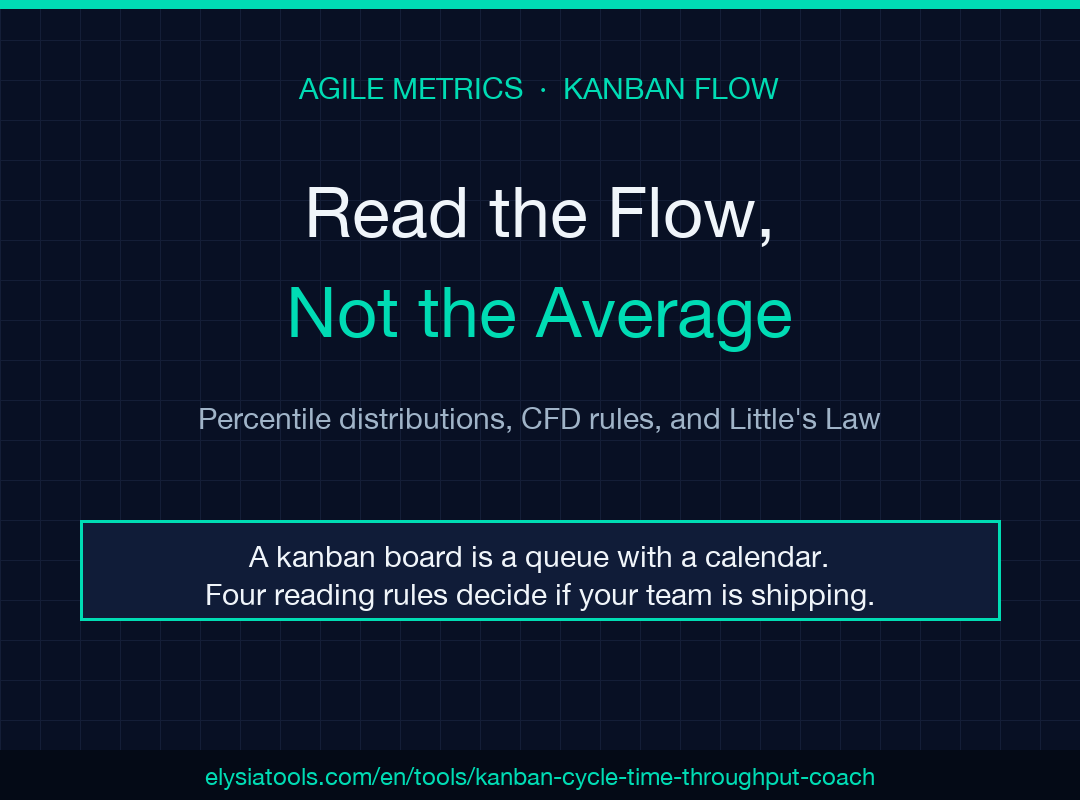 AGILE METRICS · KANBAN FLOW
Read the Flow,
Not the Average
Percentile distributions, CFD rules, and Little's Law
A kanban board is a queue with a calendar.
Four reading rules decide if your team is shipping.
elysiatools.com/en/tools/kanban-cycle-time-throughput-coach